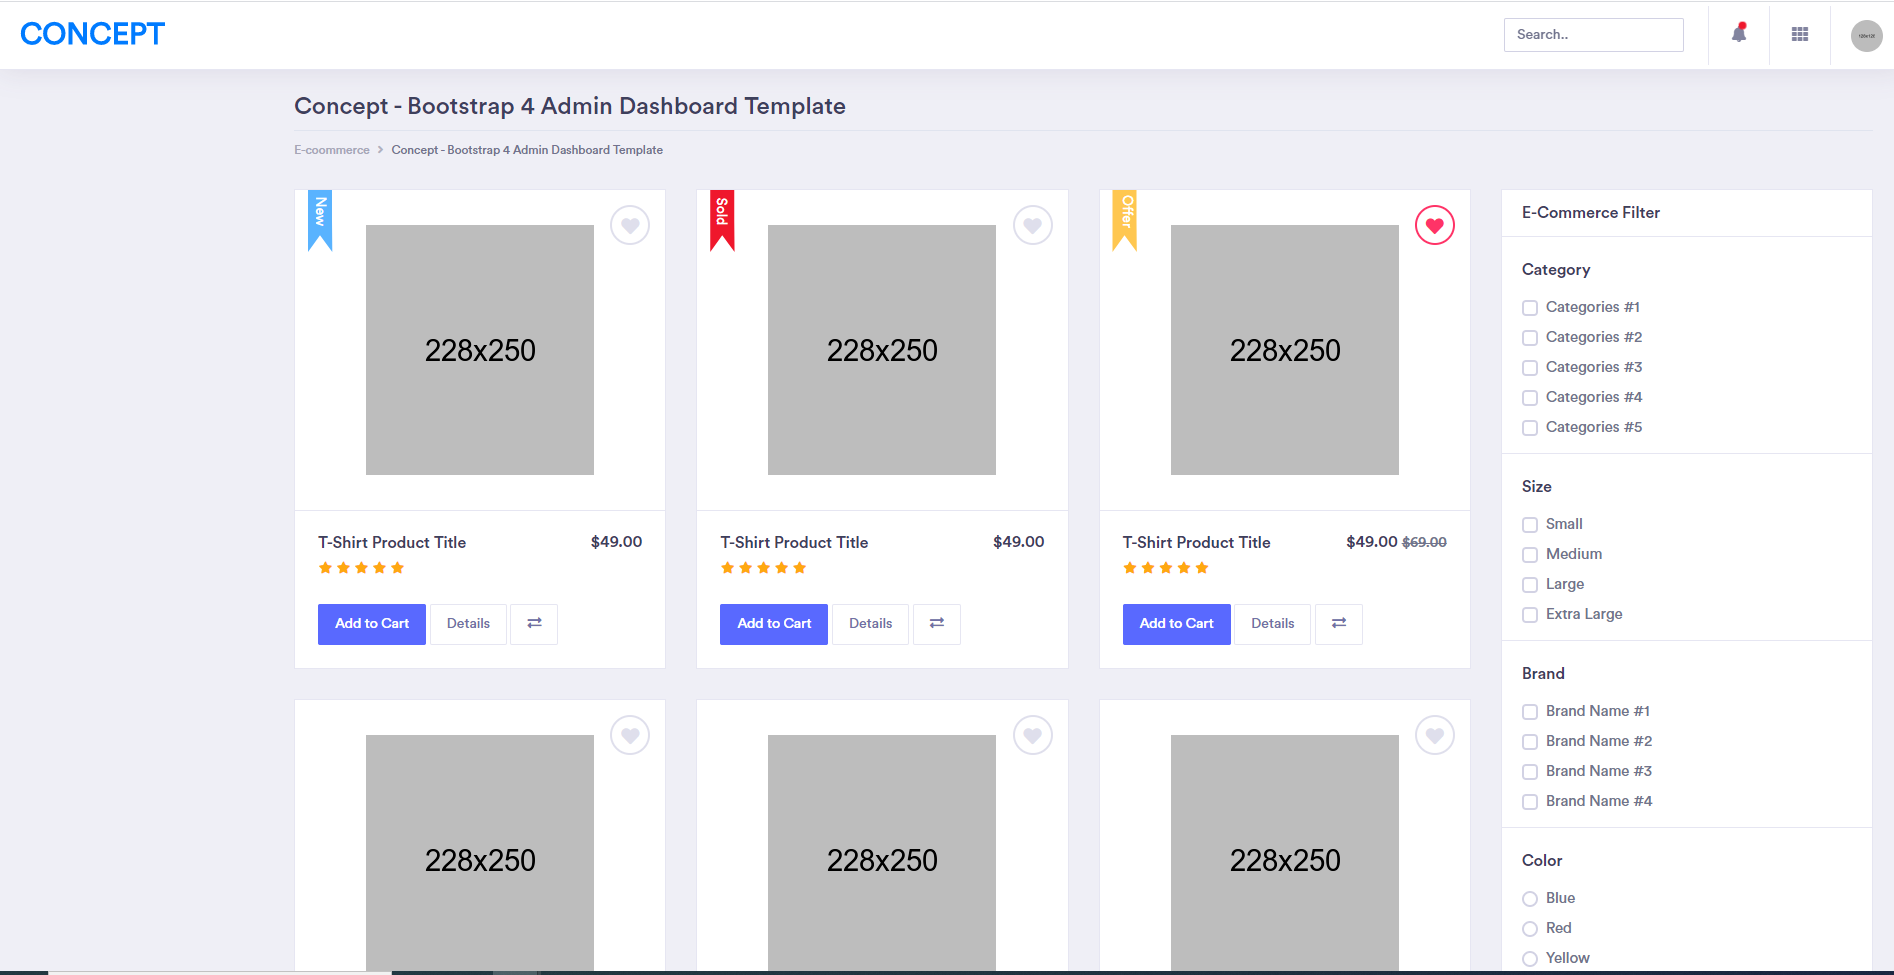 CONCEPT
Search..
Concept - Bootstrap 4 Admin Dashboard Template
E-coommerce > Concept - Bootstrap 4 Admin Dashboard Template
New
228x250
T-Shirt Product Title $49.00
Add to Cart Details
Sold
228x250
T-Shirt Product Title $49.00
Add to Cart Details
Offer
228x250
T-Shirt Product Title $49.00 $69.00
Add to Cart Details
228x250
228x250
228x250
E-Commerce Filter
Category
Categories #1
Categories #2
Categories #3
Categories #4
Categories #5
Size
Small
Medium
Large
Extra Large
Brand
Brand Name #1
Brand Name #2
Brand Name #3
Brand Name #4
Color
Blue
Red
Yellow